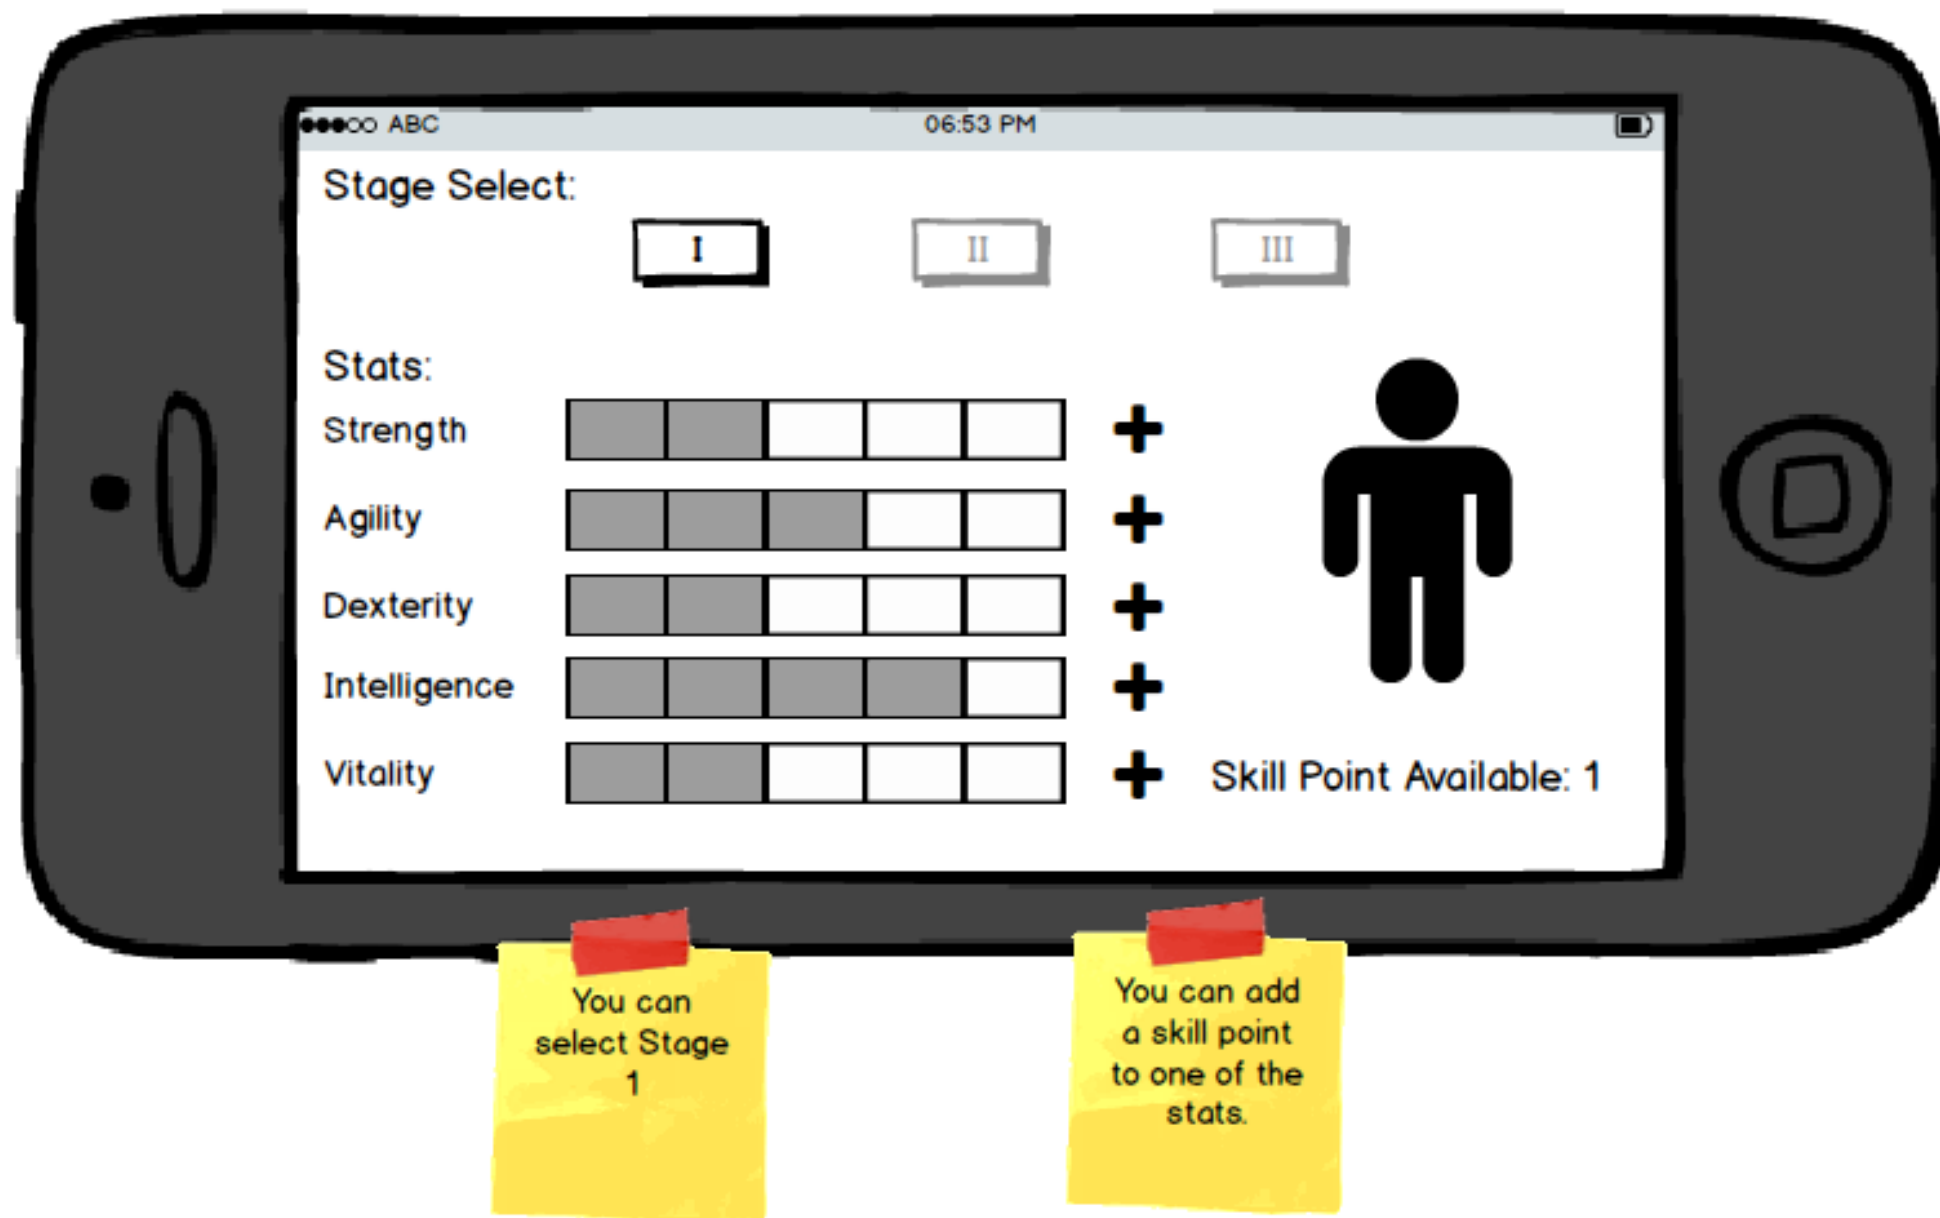 ABC
06:53 PM
Stage Select:
I
II
III
Stats:
Strength
Agility
Dexterity
Intelligence
Vitality
Skill Point Available: 1
You can
select Stage
1
You can add
a skill point
to one of the
stats.